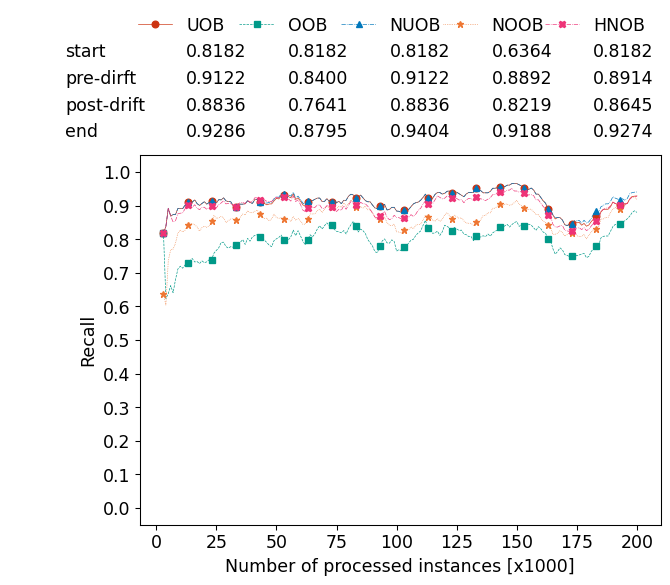 UOB OOB NUOB NOOB HNOB
start 0.8182 0.8182 0.8182 0.6364 0.8182
pre-dirft 0.9122 0.8400 0.9122 0.8892 0.8914
post-drift 0.8836 0.7641 0.8836 0.8219 0.8645
end 0.9286 0.8795 0.9404 0.9188 0.9274
1.0
0.9
0.8
0.7
0.6
0.5
0.4
0.3
0.2
0.1
0.0
Recall
0 25 50 75 100 125 150 175 200
Number of processed instances [x1000]